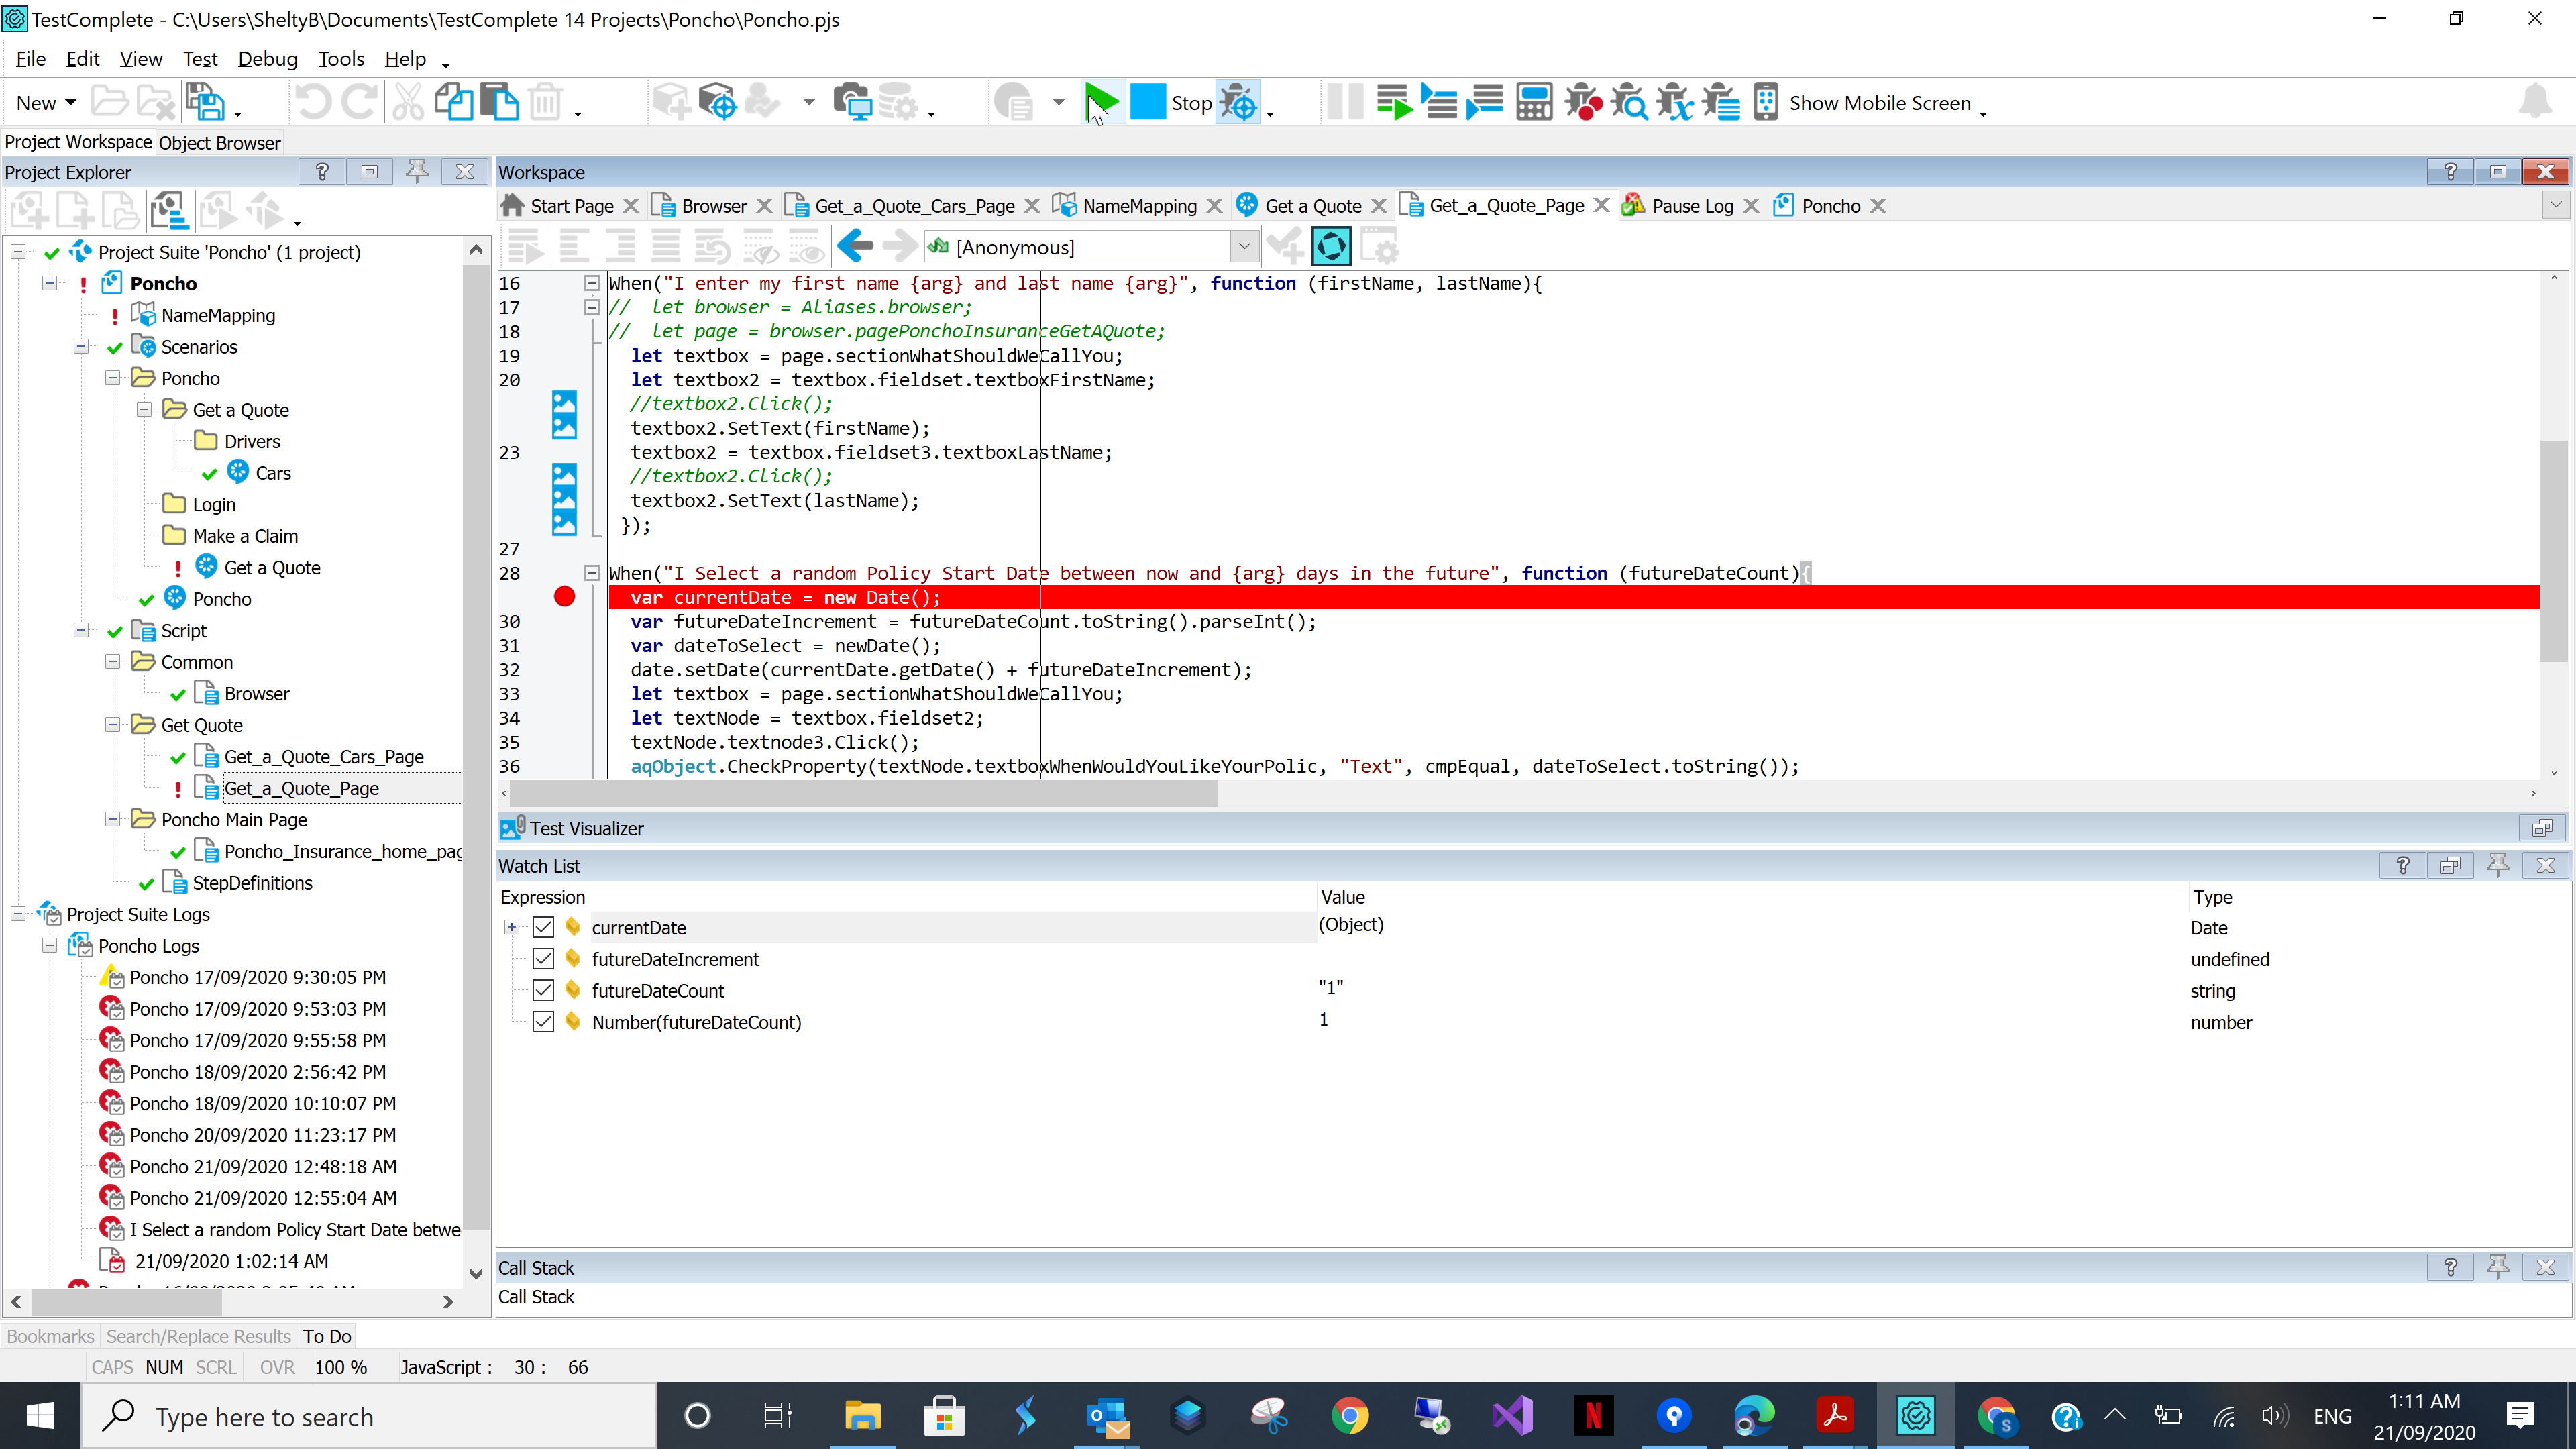 TestComplete - C:\Users\SheltyB\Documents\TestComplete 14 Projects\Poncho\Poncho.pjs
File Edit View Test Debug Tools Help
New Stop Show Mobile Screen
Project Workspace Object Browser
Project Explorer
Workspace
Start Page Browser Get_a_Quote_Cars_Page NameMapping Get a Quote Get_a_Quote_Page Pause Log Poncho
[Anonymous]
Project Suite 'Poncho' (1 project)
Poncho
NameMapping
Scenarios
Poncho
Get a Quote
Drivers
Cars
Login
Make a Claim
Get a Quote
Poncho
Script
Common
Browser
Get Quote
Get_a_Quote_Cars_Page
Get_a_Quote_Page
Poncho Main Page
Poncho_Insurance_home_pag
StepDefinitions
Project Suite Logs
Poncho Logs
Poncho 17/09/2020 9:30:05 PM
Poncho 17/09/2020 9:53:03 PM
Poncho 17/09/2020 9:55:58 PM
Poncho 18/09/2020 2:56:42 PM
Poncho 18/09/2020 10:10:07 PM
Poncho 20/09/2020 11:23:17 PM
Poncho 21/09/2020 12:48:18 AM
Poncho 21/09/2020 12:55:04 AM
I Select a random Policy Start Date betwe
21/09/2020 1:02:14 AM
16 When("I enter my first name {arg} and last name {arg}", function (firstName, lastName){
17 // let browser = Aliases.browser;
18 // let page = browser.pagePonchoInsuranceGetAQuote;
19 let textbox = page.sectionWhatShouldWeCallYou;
20 let textbox2 = textbox.fieldset.textboxFirstName;
//textbox2.Click();
textbox2.SetText(firstName);
23 textbox2 = textbox.fieldset3.textboxLastName;
//textbox2.Click();
textbox2.SetText(lastName);
});
27
28 When("I Select a random Policy Start Date between now and {arg} days in the future", function (futureDateCount){
var currentDate = new Date();
30 var futureDateIncrement = futureDateCount.toString().parseInt();
31 var dateToSelect = newDate();
32 date.setDate(currentDate.getDate() + futureDateIncrement);
33 let textbox = page.sectionWhatShouldWeCallYou;
34 let textNode = textbox.fieldset2;
35 textNode.textnode3.Click();
36 aqObject.CheckProperty(textNode.textboxWhenWouldYouLikeYourPolic, "Text", cmpEqual, dateToSelect.toString());
Test Visualizer
Watch List
Expression Value Type
currentDate (Object) Date
futureDateIncrement undefined
futureDateCount "1" string
Number(futureDateCount) 1 number
Call Stack
Call Stack
Bookmarks Search/Replace Results To Do
CAPS NUM SCRL OVR 100 % JavaScript : 30 : 66
Type here to search
ENG
1:11 AM
21/09/2020